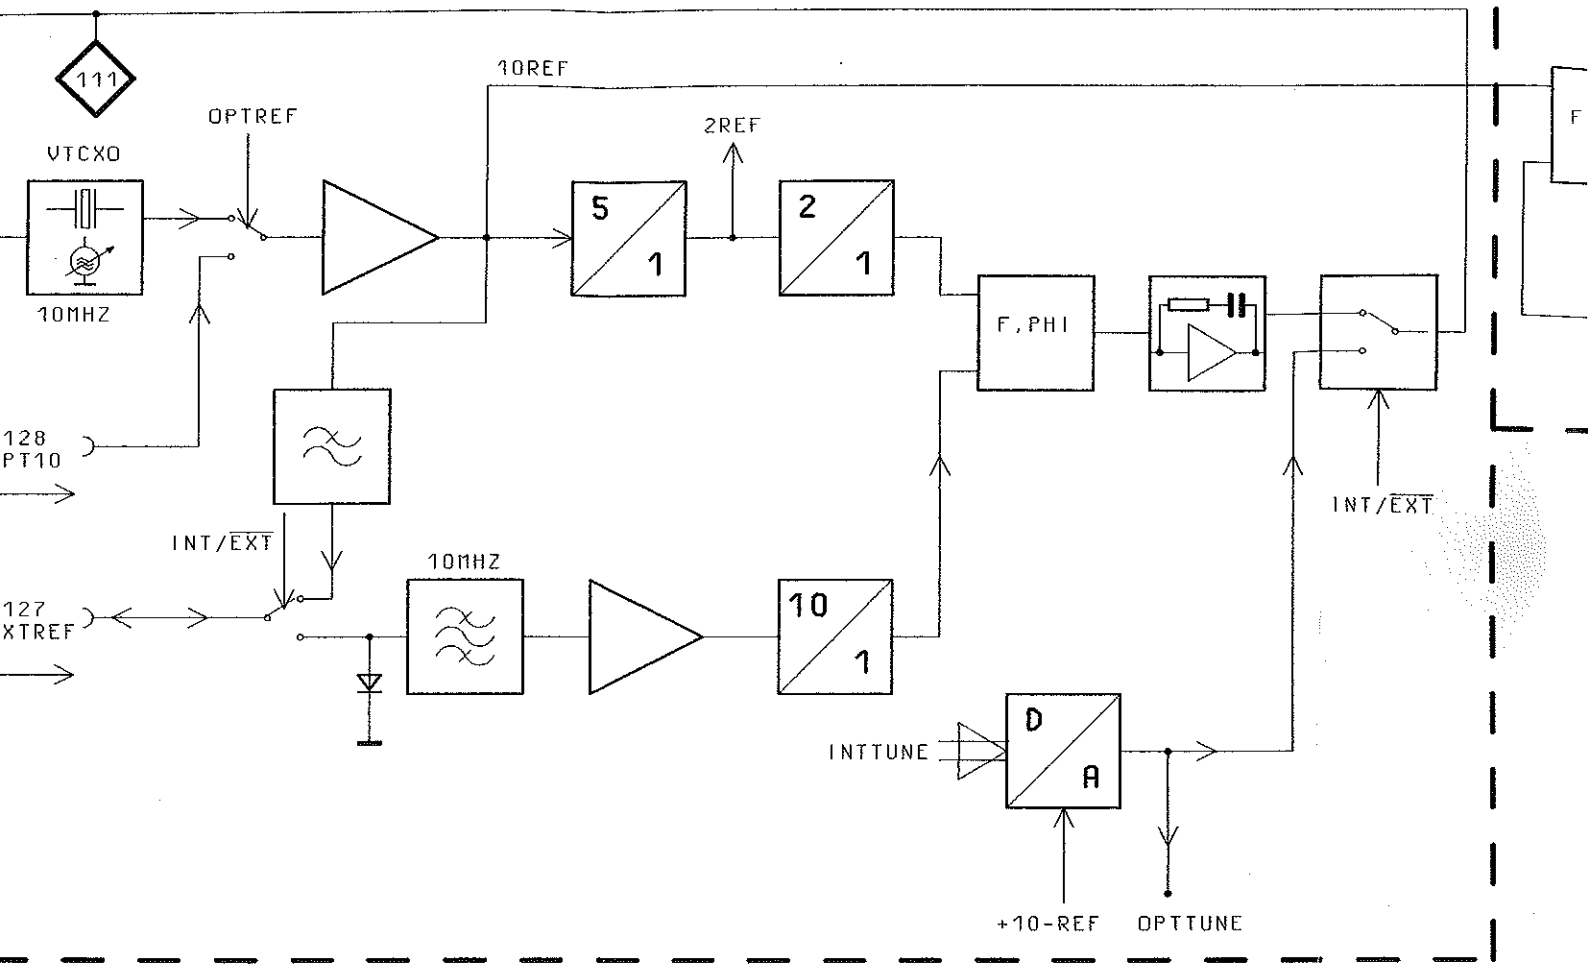 111
10REF
OPTREF
2REF
VTCXO
5
1
2
1
10MHZ
F
F,PHI
128
PT10
INT/EXT
INT/EXT
10MHZ
127
XTREF
10
1
INTTUNE
D
A
+10-REF
OPTTUNE